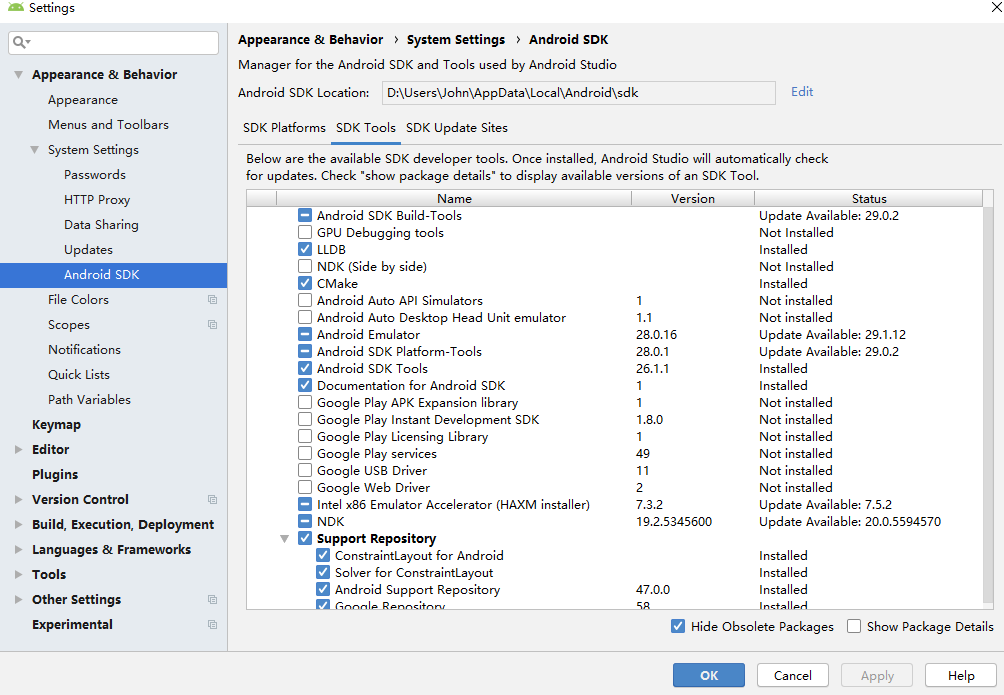 Settings
Appearance & Behavior
Appearance
Menus and Toolbars
System Settings
Passwords
HTTP Proxy
Data Sharing
Updates
Android SDK
File Colors
Scopes
Notifications
Quick Lists
Path Variables
Keymap
Editor
Plugins
Version Control
Build, Execution, Deployment
Languages & Frameworks
Tools
Other Settings
Experimental
Appearance & Behavior › System Settings › Android SDK
Manager for the Android SDK and Tools used by Android Studio
Android SDK Location: D:\Users\John\AppData\Local\Android\sdk Edit
SDK Platforms SDK Tools SDK Update Sites
Below are the available SDK developer tools. Once installed, Android Studio will automatically check
for updates. Check "show package details" to display available versions of an SDK Tool.
Name Version Status
Android SDK Build-Tools Update Available: 29.0.2
GPU Debugging tools Not Installed
LLDB Installed
NDK (Side by side) Not Installed
CMake Installed
Android Auto API Simulators 1 Not installed
Android Auto Desktop Head Unit emulator 1.1 Not installed
Android Emulator 28.0.16 Update Available: 29.1.12
Android SDK Platform-Tools 28.0.1 Update Available: 29.0.2
Android SDK Tools 26.1.1 Installed
Documentation for Android SDK 1 Installed
Google Play APK Expansion library 1 Not installed
Google Play Instant Development SDK 1.8.0 Not installed
Google Play Licensing Library 1 Not installed
Google Play services 49 Not installed
Google USB Driver 11 Not installed
Google Web Driver 2 Not installed
Intel x86 Emulator Accelerator (HAXM installer) 7.3.2 Update Available: 7.5.2
NDK 19.2.5345600 Update Available: 20.0.5594570
Support Repository
ConstraintLayout for Android Installed
Solver for ConstraintLayout Installed
Android Support Repository 47.0.0 Installed
Google Repository 58 Installed
Hide Obsolete Packages Show Package Details
OK Cancel Apply Help